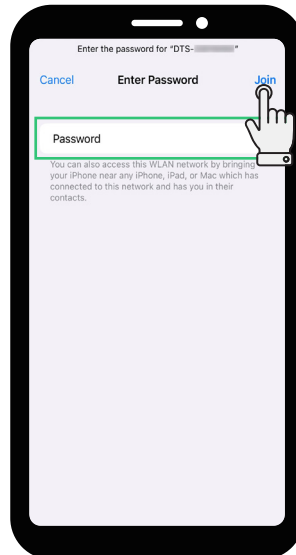 Enter the password for “DTS-        ”
Cancel Enter Password Join
Password
You can also access this WLAN network by bringing
your iPhone near any iPhone, iPad, or Mac which has
connected to this network and has you in their
contacts.